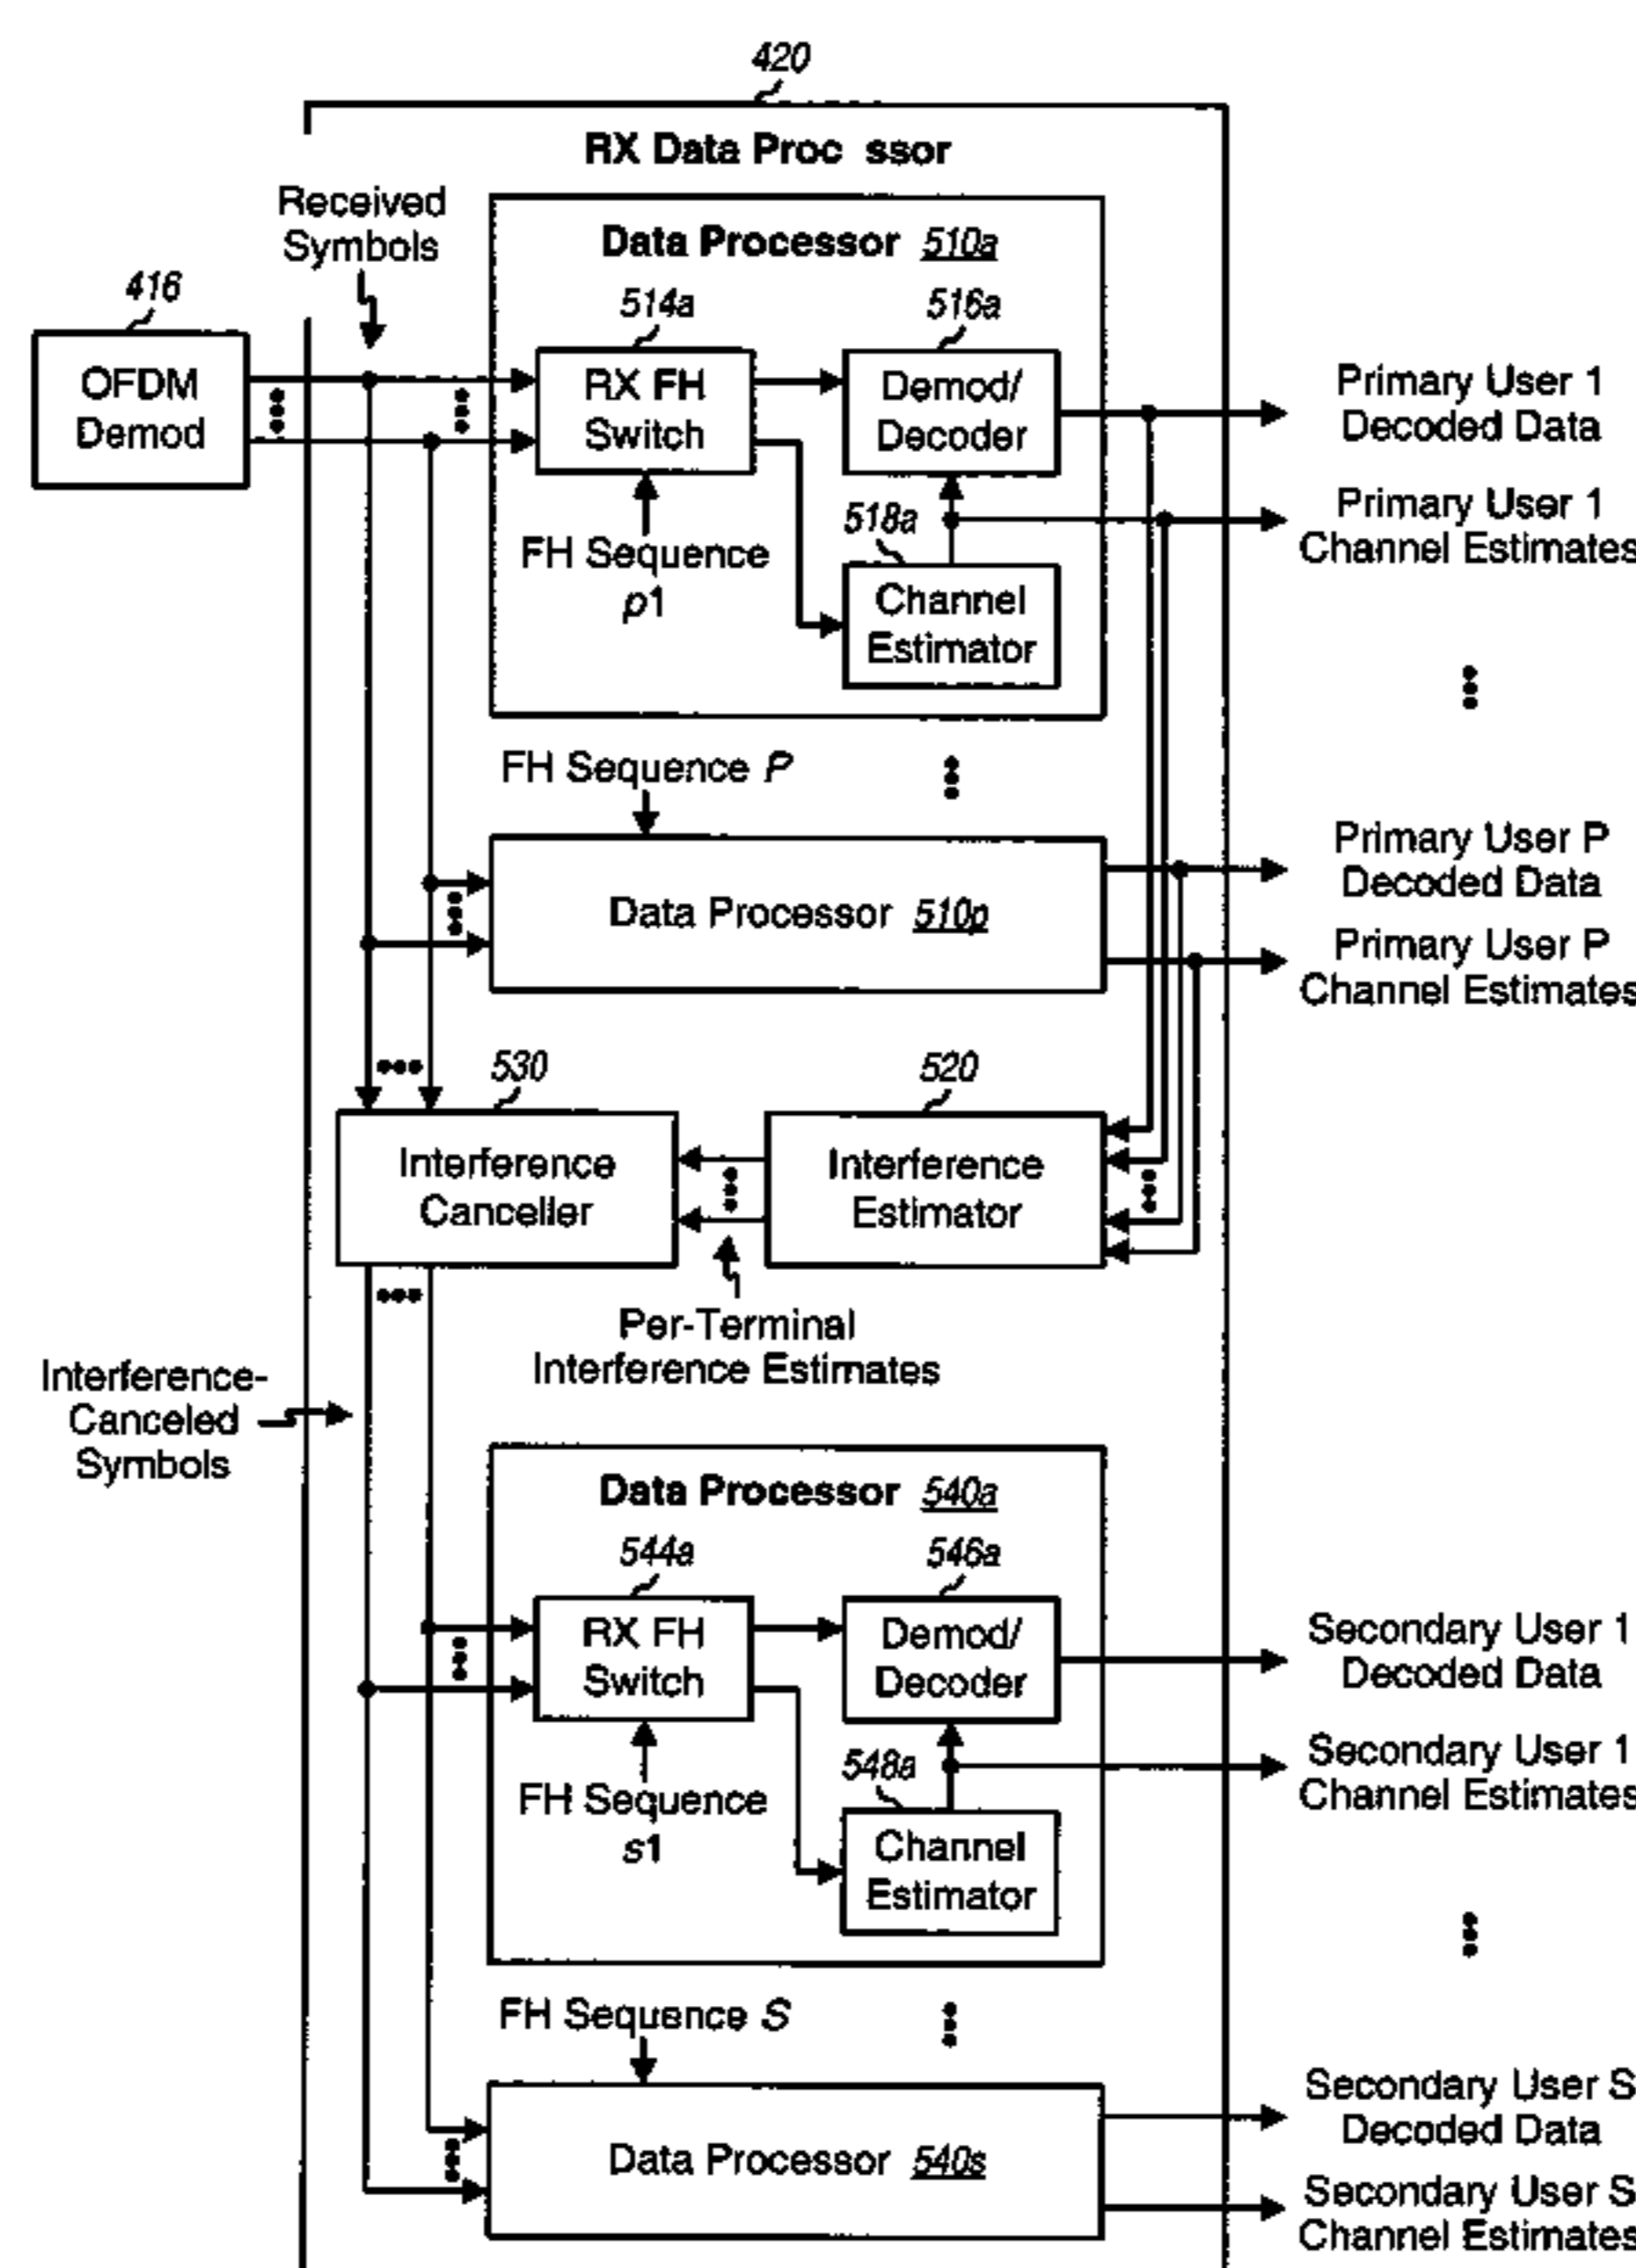 420
RX Data Proc ssor
Received
Symbols
Data Processor 510a
416
514a
516a
OFDM
Demod
RX FH
Switch
Demod/
Decoder
Primary User 1
Decoded Data
518a
Primary User 1
Channel Estimates
FH Sequence
p1
Channel
Estimator
FH Sequence P
Data Processor 510p
Primary User P
Decoded Data
Primary User P
Channel Estimates
530
520
Interference
Canceller
Interference
Estimator
Per-Terminal
Interference Estimates
Interference-
Canceled
Symbols
Data Processor 540a
544a
546a
RX FH
Switch
Demod/
Decoder
Secondary User 1
Decoded Data
548a
Secondary User 1
Channel Estimates
FH Sequence
s1
Channel
Estimator
FH Sequence S
Data Processor 540s
Secondary User S
Decoded Data
Secondary User S
Channel Estimates